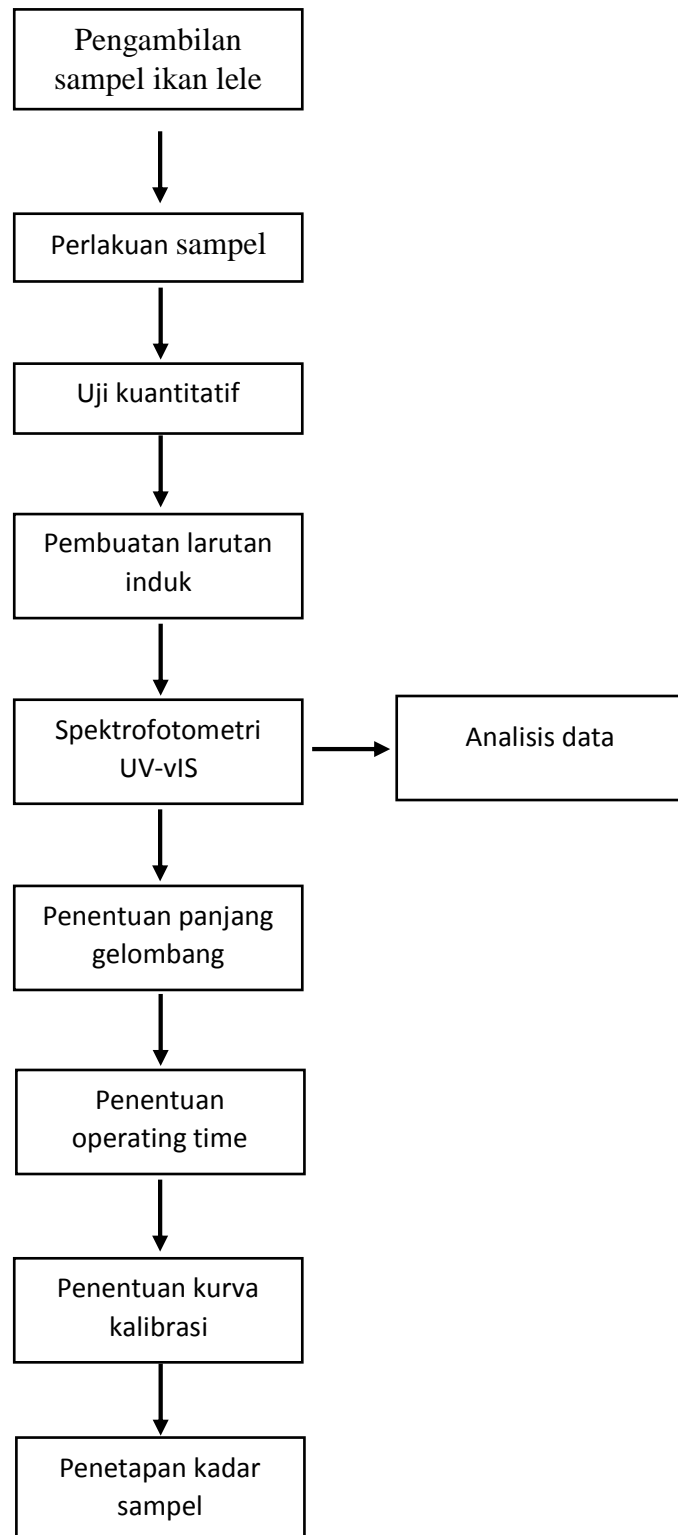 Pengambilan
sampel ikan lele
Perlakuan sampel
Uji kuantitatif
Pembuatan larutan
induk
Spektrofotometri
UV-vIS
Analisis data
Penentuan panjang
gelombang
Penentuan
operating time
Penentuan kurva
kalibrasi
Penetapan kadar
sampel